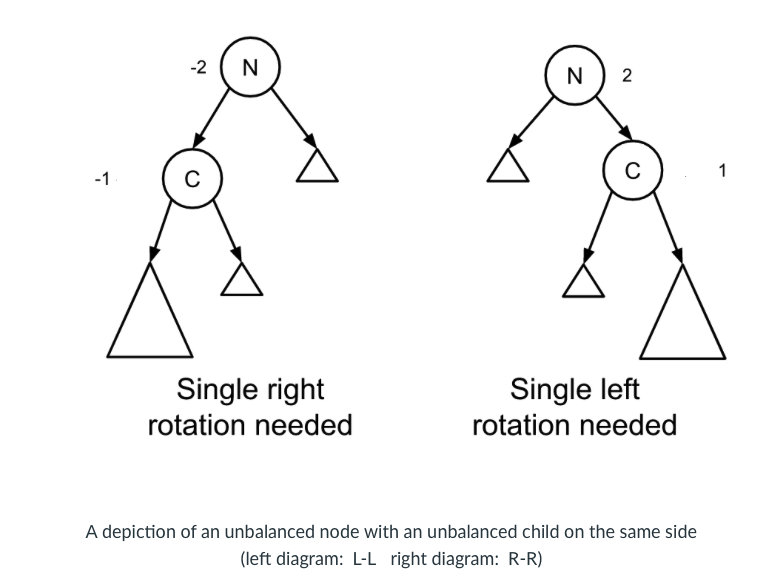 -2 N
N 2
-1 C
C 1
Single right
rotation needed
Single left
rotation needed
A depiction of an unbalanced node with an unbalanced child on the same side
(left diagram: L-L right diagram: R-R)